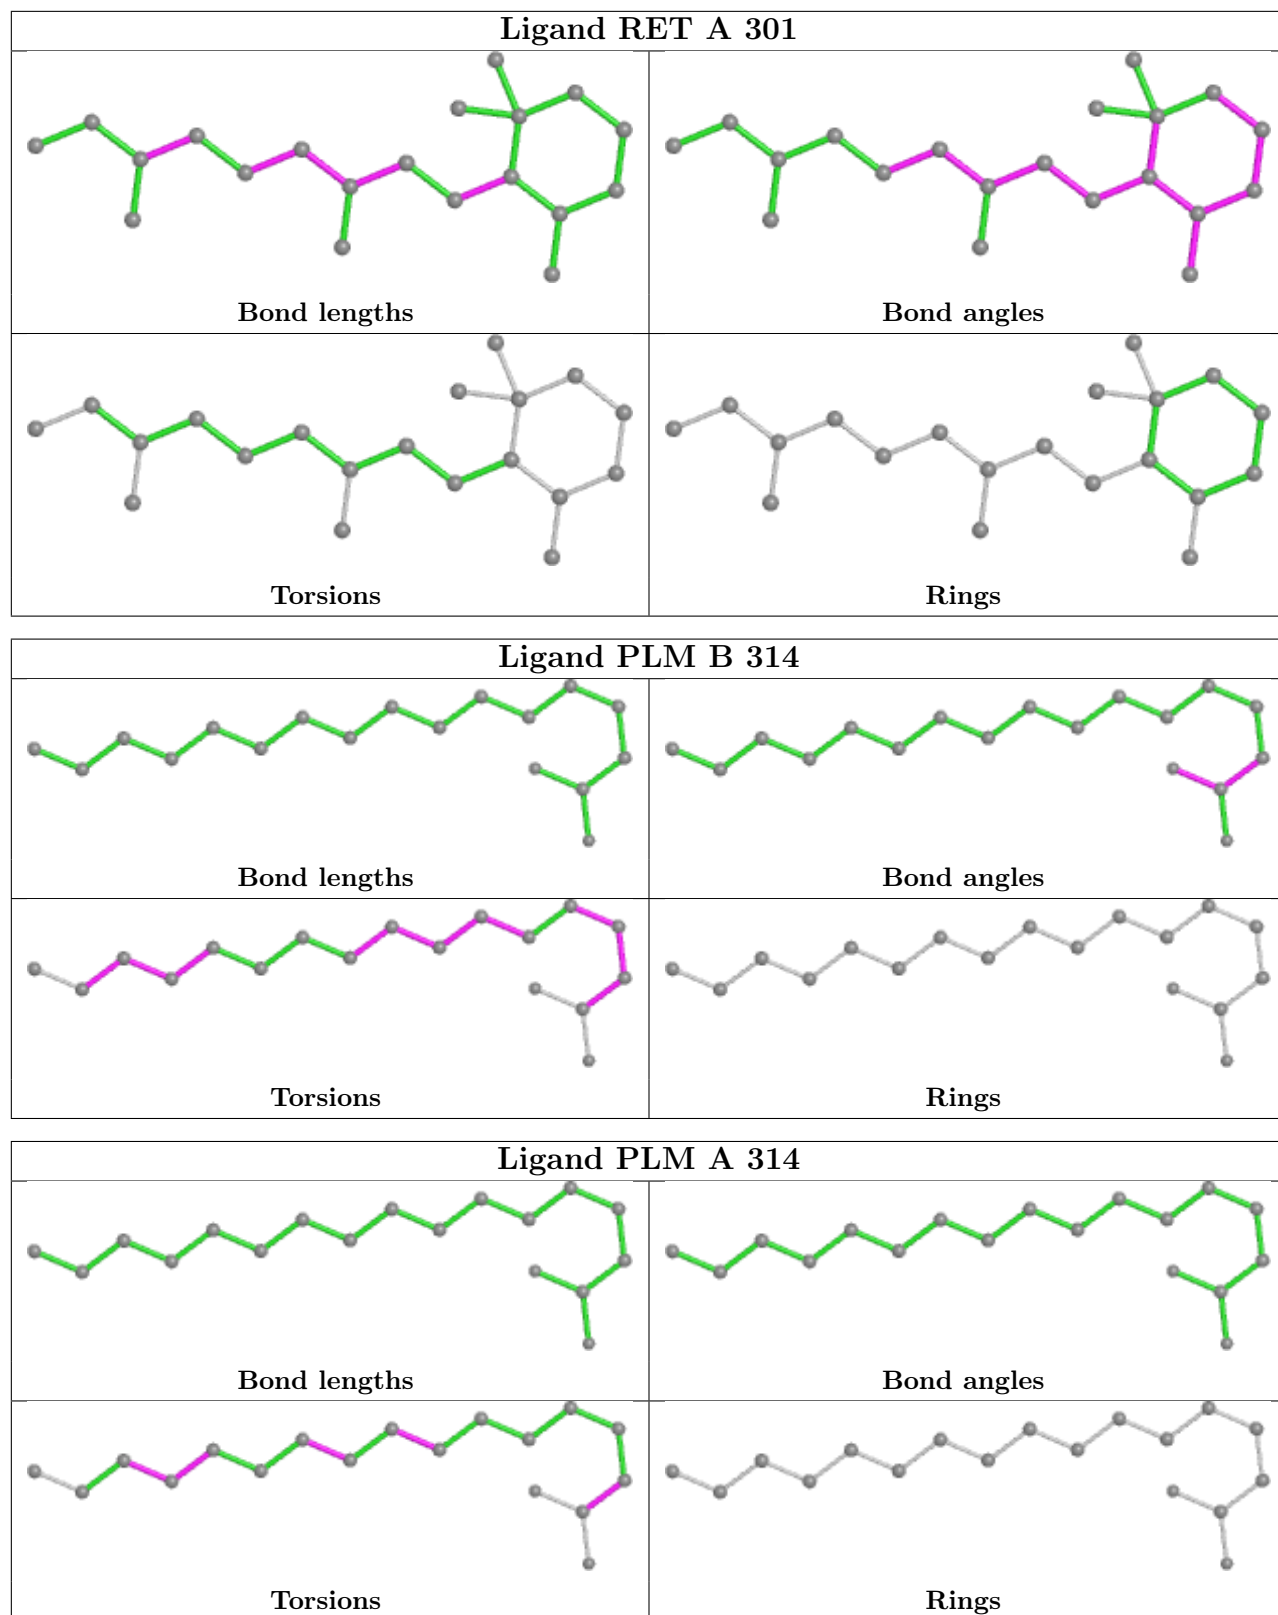 Ligand RET A 301
Bond lengths
Bond angles
Torsions
Rings
Ligand PLM B 314
Bond lengths
Bond angles
Torsions
Rings
Ligand PLM A 314
Bond lengths
Bond angles
Torsions
Rings